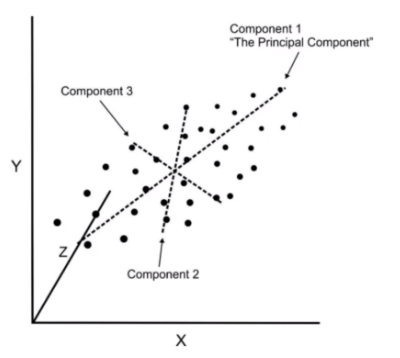 Component 1
“The Principal Component”
Component 3
Y
Z
Component 2
X